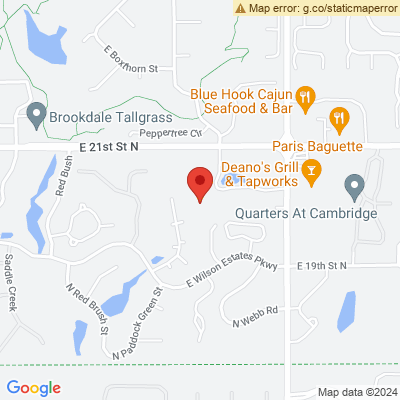 Map error: g.co/staticmaperror
E Boxthorn St
Blue Hook Cajun
Seafood & Bar
Brookdale Tallgrass
Peppertree Cir
E 21st St N
Paris Baguette
Red Bush
Deano's Grill
& Tapworks
Quarters At Cambridge
Saddle Creek
E 19th St N
E Wilson Estates Pkwy
N Red Brush St
N Paddock Green St
N Webb Rd
Google
Map data ©2024